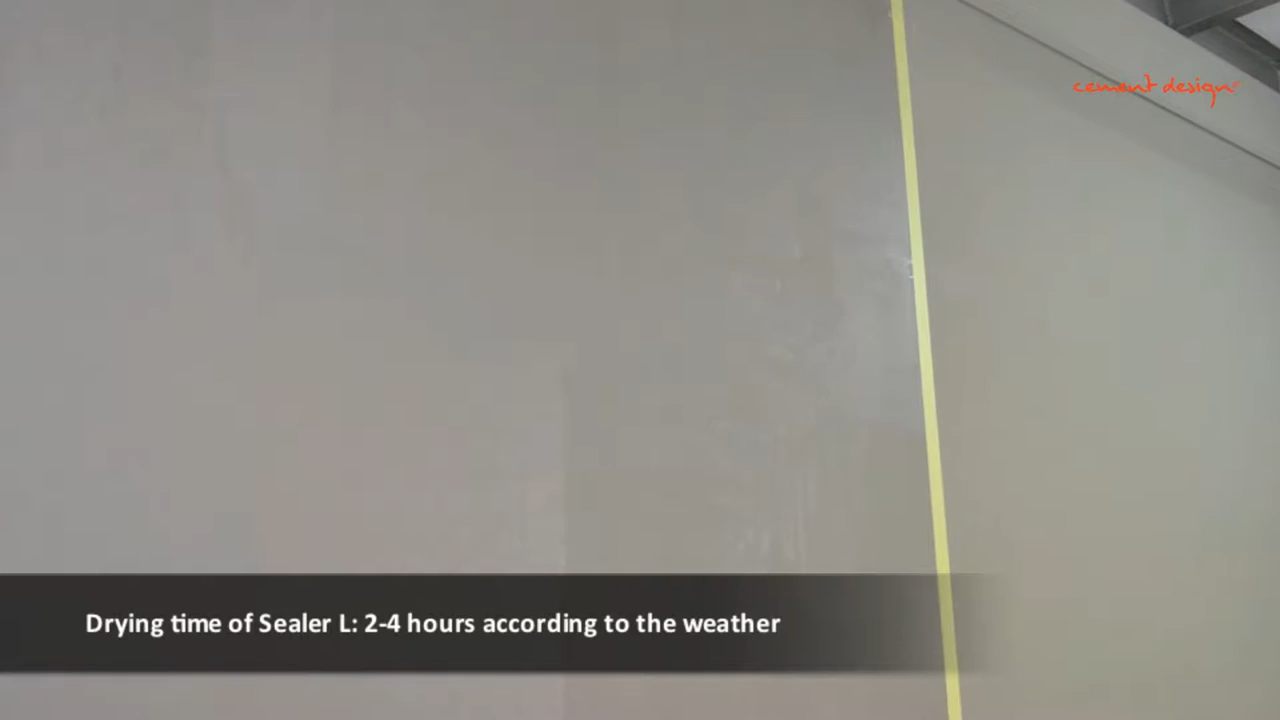 cement design
Drying time of Sealer L: 2-4 hours according to the weather